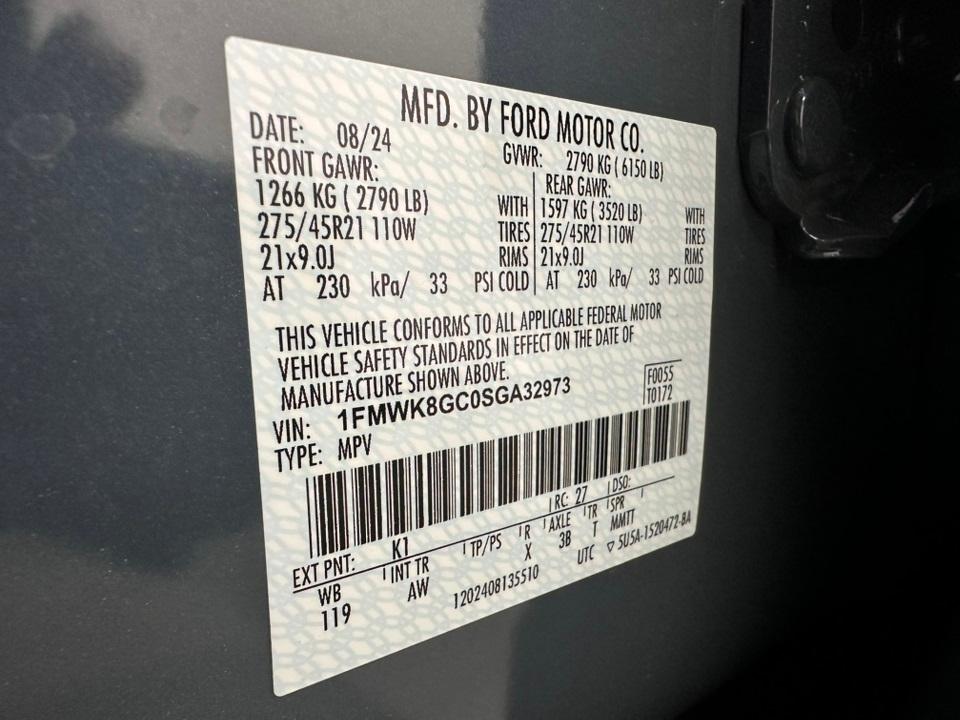 MFD. BY FORD MOTOR CO.
DATE: 08/24 GVWR: 2790 KG ( 6150 LB)
FRONT GAWR: REAR GAWR:
1266 KG ( 2790 LB) WITH 1597 KG ( 3520 LB) WITH
275/45R21 110W TIRES 275/45R21 110W TIRES
21x9.0J RIMS 21x9.0J RIMS
AT 230 kPa/ 33 PSI COLD AT 230 kPa/ 33 PSI COLD
THIS VEHICLE CONFORMS TO ALL APPLICABLE FEDERAL MOTOR
VEHICLE SAFETY STANDARDS IN EFFECT ON THE DATE OF
MANUFACTURE SHOWN ABOVE.
F0055
T0172
VIN: 1FMWK8GC0SGA32973
TYPE: MPV
EXT PNT: K1 RC: 27 DSO:
WB INT TR TP/PS R AXLE TR SPR
119 AW X 3B T MMTT
1202408135510 UTC ▽ 5U5A-1520472-BA